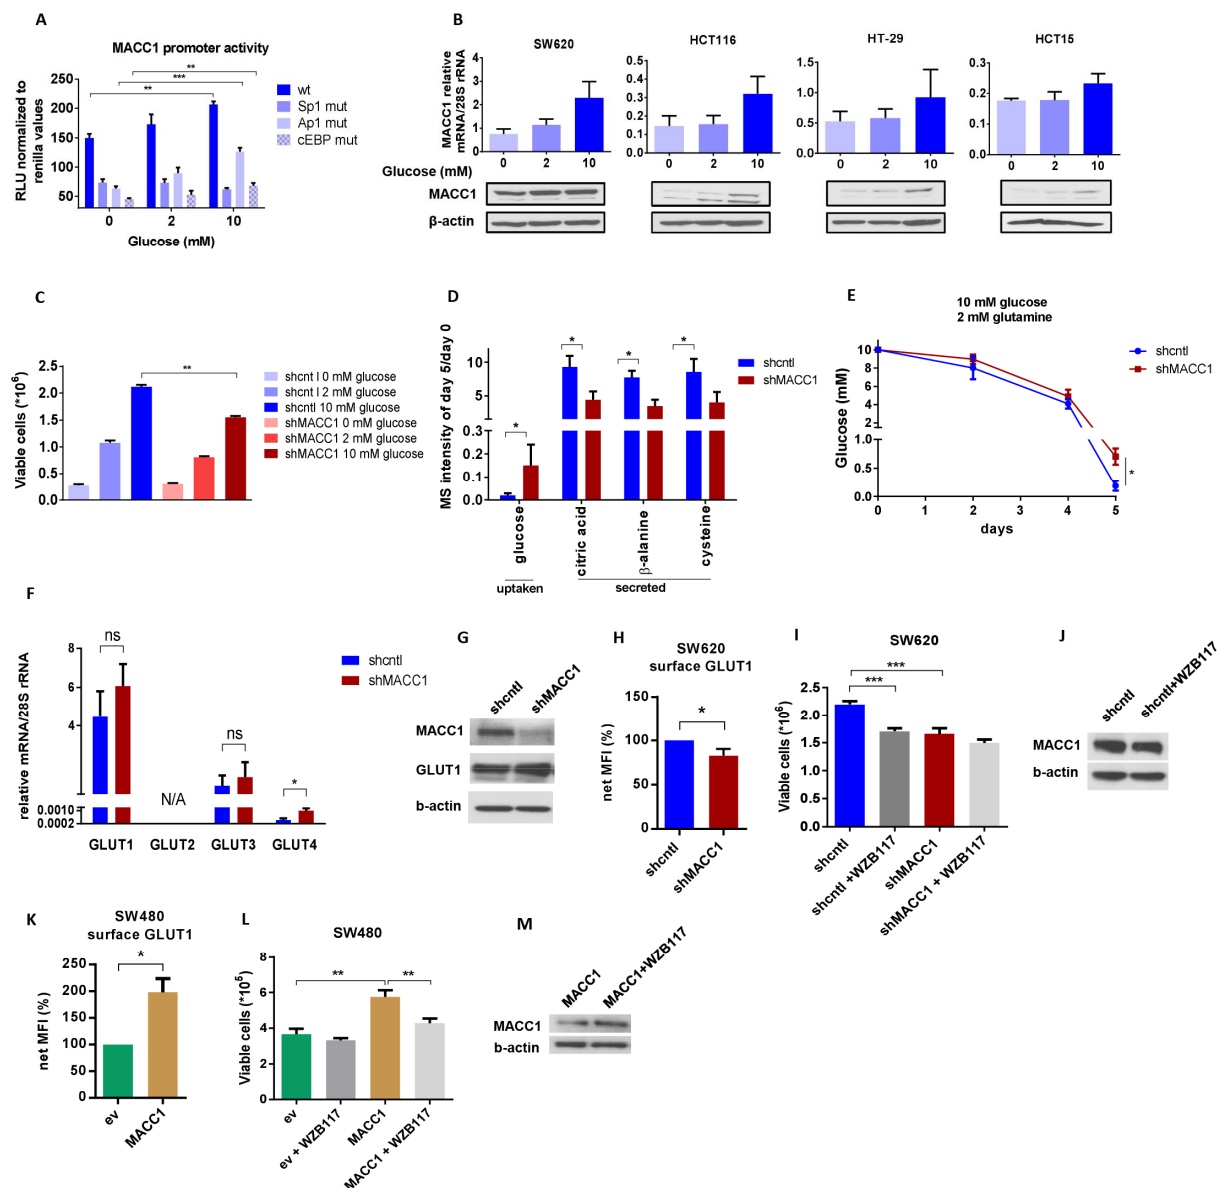 A
MACC1 promoter activity
RLU normalized to
renilla values
250
200
150
100
50
**
***
**
wt
Sp1 mut
Ap1 mut
cEBP mut
0 2 10
Glucose (mM)
B
MACC1 relative
mRNA/28S rRNA
SW620
4
3
2
1
0
0 2 10
HCT116
0.5
0.4
0.3
0.2
0.1
0.0
0 2 10
HT-29
1.5
1.0
0.5
0.0
0 2 10
HCT15
0.3
0.2
0.1
0.0
0 2 10
Glucose (mM)
MACC1
β-actin
C
Viable cells (*10⁶)
2.5
2.0
1.5
1.0
0.5
0.0
**
shcnt l 0 mM glucose
shcntl 2 mM glucose
shcntl 10 mM glucose
shMACC1 0 mM glucose
shMACC1 2 mM glucose
shMACC1 10 mM glucose
D
MS intensity of day 5/day 0
10
5
0.3
0.2
0.1
0.0
* * * *
shcntl
shMACC1
glucose
citric acid
β-alanine
cysteine
uptaken
secreted
E
10 mM glucose
2 mM glutamine
Glucose (mM)
10
8
6
4
2
1.0
0.5
0.0
0 1 2 3 4 5
days
*
shcntl
shMACC1
F
relative mRNA/28S rRNA
8
6
4
0.0010
0.0002
ns
N/A
ns
*
GLUT1 GLUT2 GLUT3 GLUT4
shcntl
shMACC1
G
shcntl
shMACC1
MACC1
GLUT1
b-actin
H
SW620
surface GLUT1
net MFI (%)
150
100
50
0
*
shcntl
shMACC1
I
SW620
Viable cells (*10⁶)
2.5
2.0
1.5
1.0
0.5
0.0
***
***
shcntl
shcntl +WZB117
shMACC1
shMACC1 + WZB117
J
shcntl
shcntl+WZB117
MACC1
b-actin
K
SW480
surface GLUT1
net MFI (%)
250
200
150
100
50
0
*
ev
MACC1
L
SW480
Viable cells (*10⁵)
8
6
4
2
0
** **
ev
ev + WZB117
MACC1
MACC1 + WZB117
M
MACC1
MACC1+WZB117
MACC1
b-actin